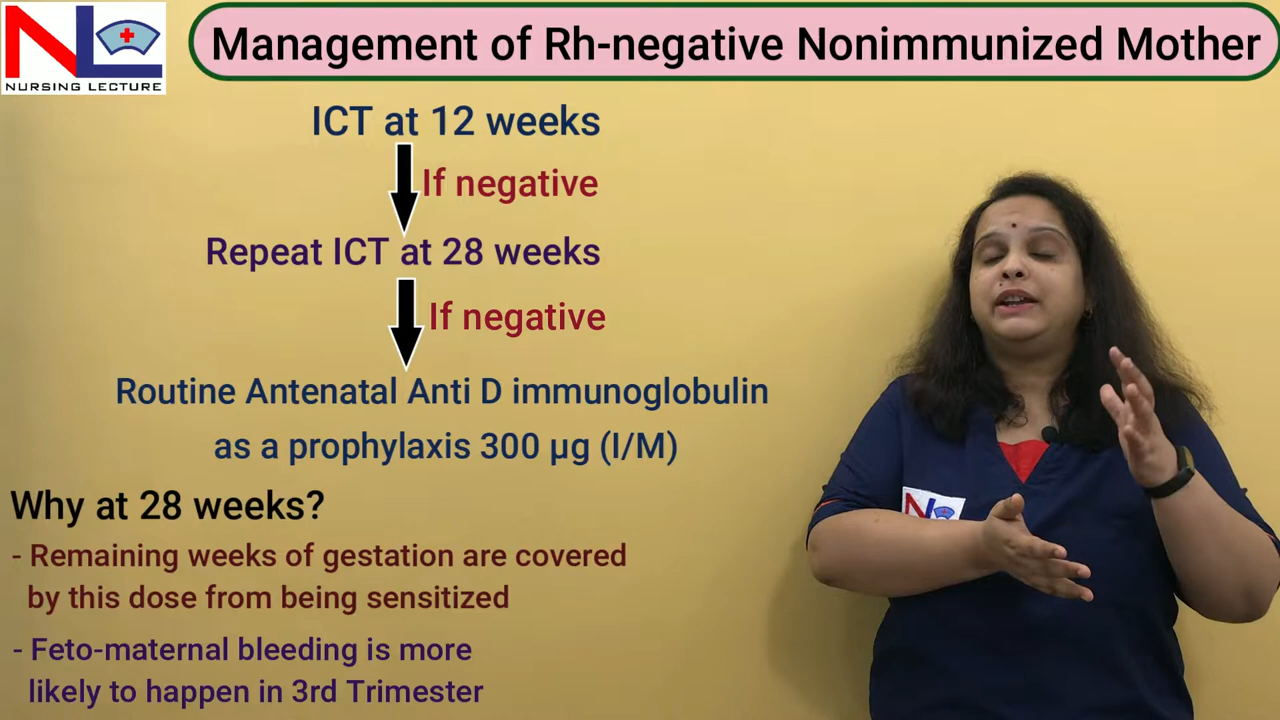 NL
NURSING LECTURE
Management of Rh-negative Nonimmunized Mother
ICT at 12 weeks
If negative
Repeat ICT at 28 weeks
If negative
Routine Antenatal Anti D immunoglobulin
as a prophylaxis 300 µg (I/M)
Why at 28 weeks?
- Remaining weeks of gestation are covered
by this dose from being sensitized
- Feto-maternal bleeding is more
likely to happen in 3rd Trimester
NL